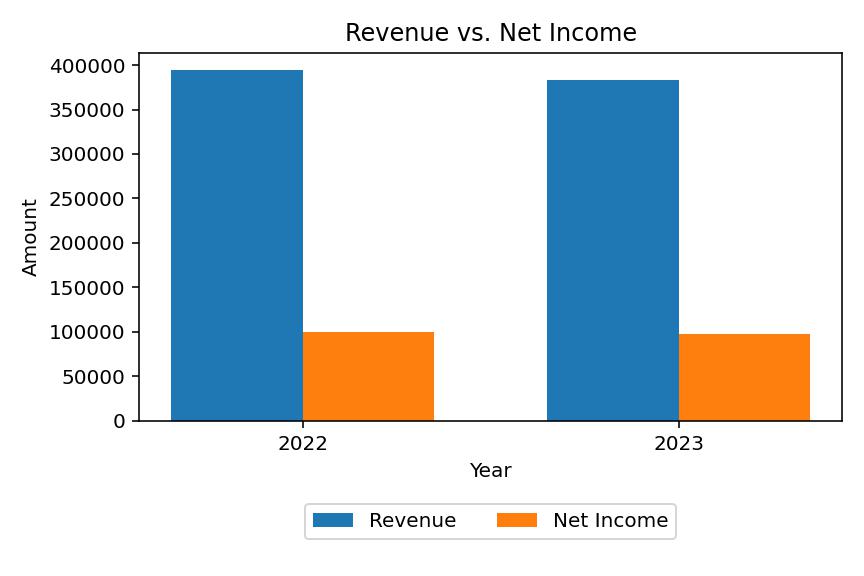 Revenue vs. Net Income
400000
350000
300000
250000
200000
150000
100000
50000
0
Amount
2022 2023
Year
Revenue Net Income